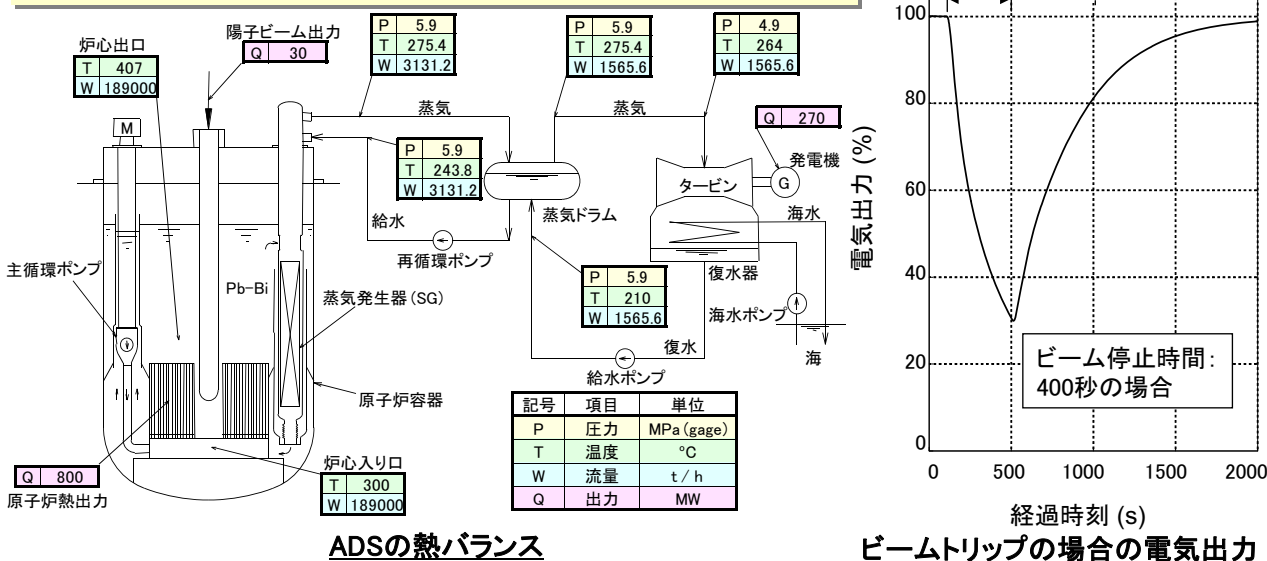 炉心出口
T 407
W 189000
陽子ビーム出力
Q 30
P 5.9
T 275.4
W 3131.2
蒸気
P 5.9
T 275.4
W 1565.6
蒸気
P 4.9
T 264
W 1565.6
Q 270
発電機
G
M
P 5.9
T 243.8
W 3131.2
給水
蒸気ドラム
再循環ポンプ
タービン
海水
復水器
海水ポンプ
海
主循環ポンプ
Pb-Bi
蒸気発生器(SG)
P 5.9
T 210
W 1565.6
復水
給水ポンプ
原子炉容器
Q 800
原子炉熱出力
炉心入り口
T 300
W 189000
記号 項目 単位
P 圧力 MPa(gage)
T 温度 °C
W 流量 t/h
Q 出力 MW
ADSの熱バランス
電気出力 (%)
100
80
60
40
20
0
ビーム停止時間:
400秒の場合
0 500 1000 1500 2000
経過時刻 (s)
ビームトリップの場合の電気出力